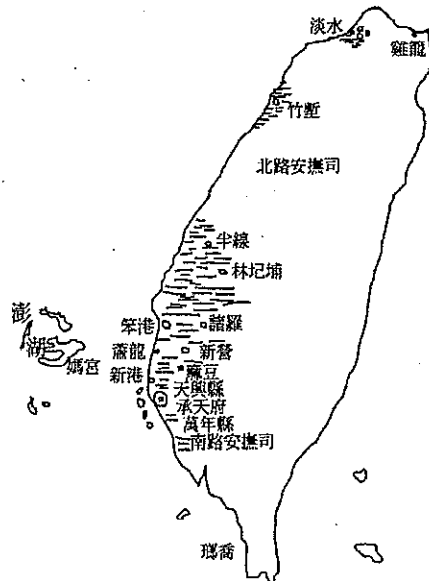 淡水
雞籠
竹塹
北路安撫司
半線
林圮埔
笨港
諸羅
蕭龍
新營
新港
麻豆
天興縣
承天府
萬年縣
南路安撫司
澎湖
媽宮
瑯喬